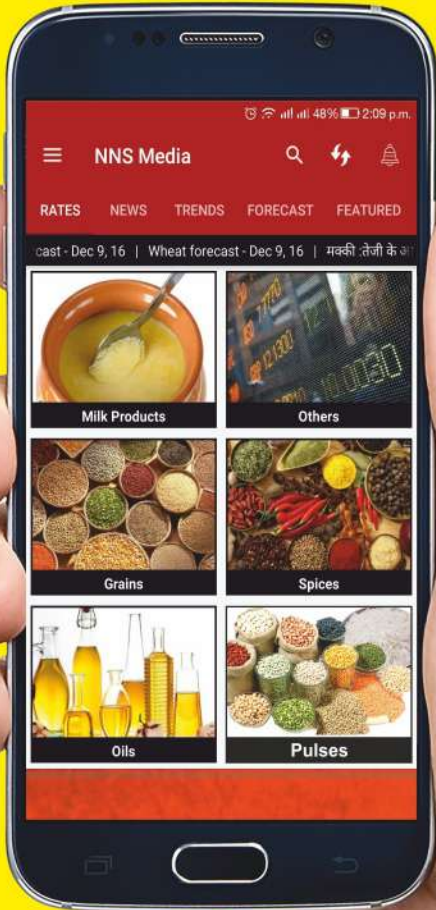 48% 2:09 p.m.
NNS Media
RATES NEWS TRENDS FORECAST FEATURED
cast - Dec 9, 16 | Wheat forecast - Dec 9, 16 | मक्की :तेजी के
Milk Products
Others
Grains
Spices
Oils
Pulses